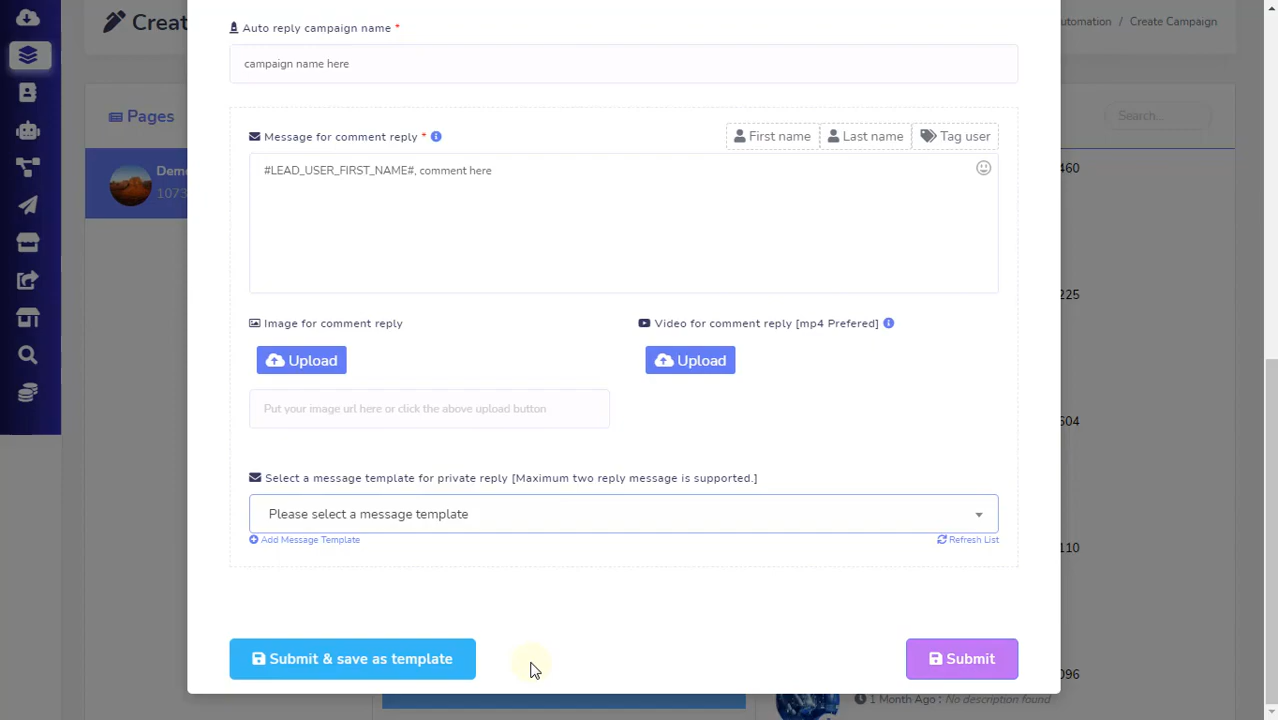 Creat
utomation / Create Campaign
Auto reply campaign name *
campaign name here
Pages
Search...
Message for comment reply *
First name
Last name
Tag user
Demo
1073
#LEAD_USER_FIRST_NAME#, comment here
460
225
Image for comment reply
Video for comment reply [mp4 Prefered]
Upload
Upload
Put your image url here or click the above upload button
604
Select a message template for private reply [Maximum two reply message is supported.]
Please select a message template
Add Message Template
Refresh List
110
Submit & save as template
Submit
096
1 Month Ago : No description found